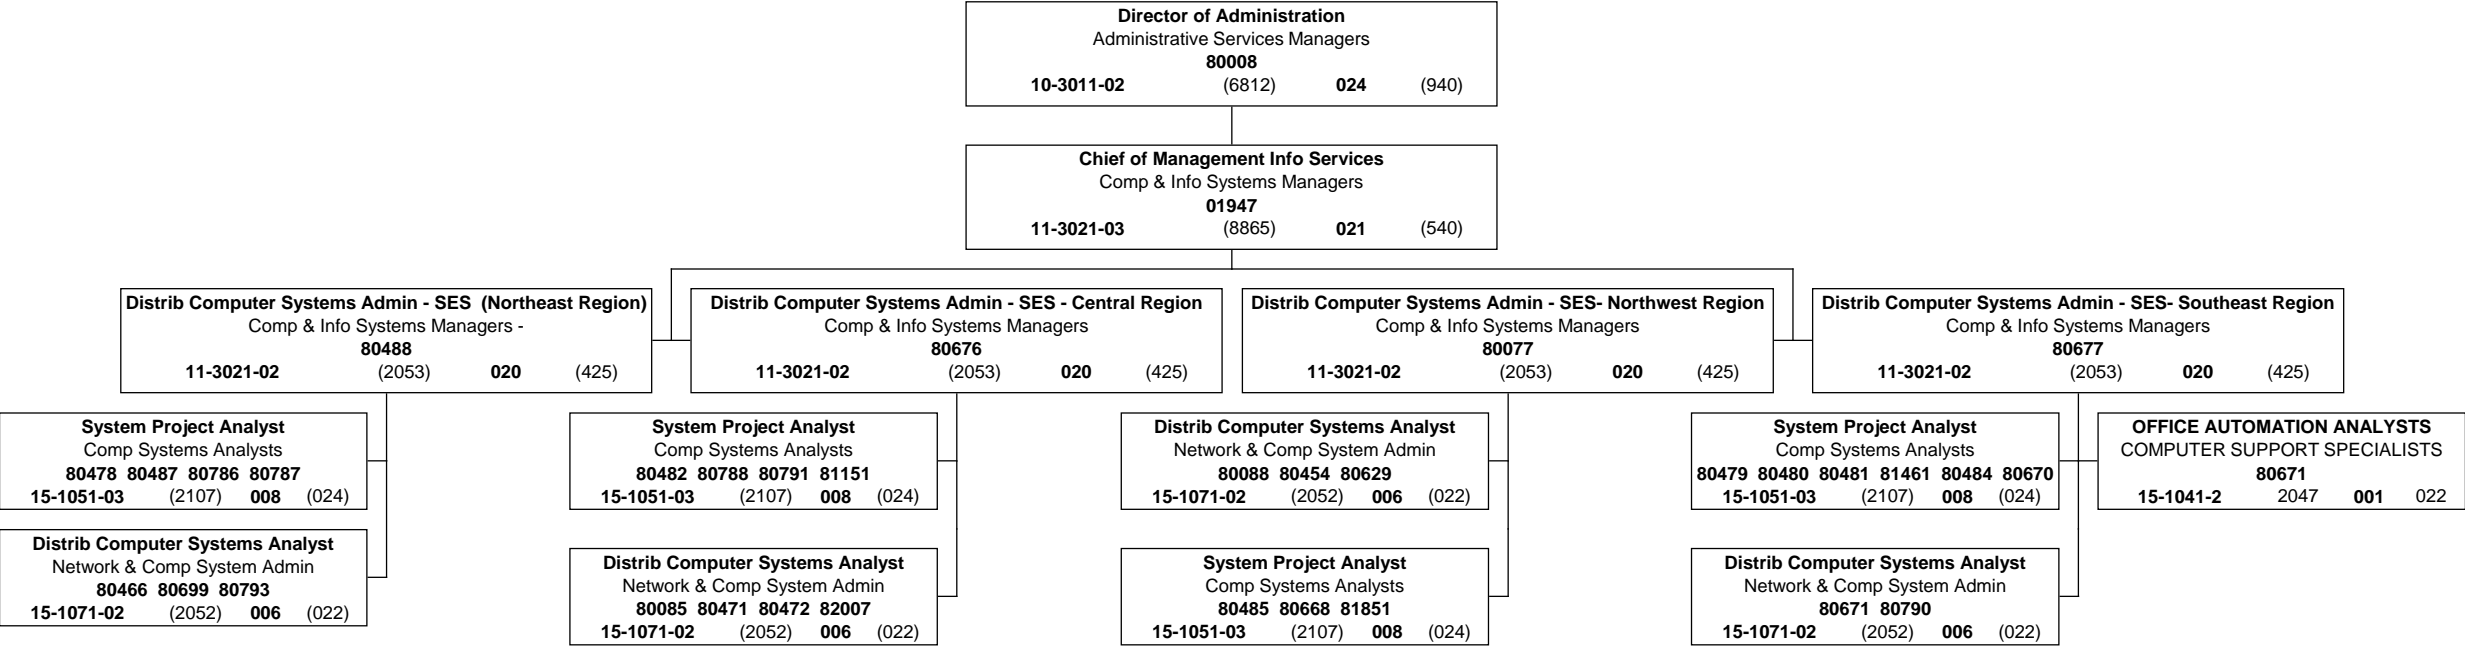 Director of Administration
Administrative Services Managers
80008
10-3011-02 (6812) 024 (940)
Chief of Management Info Services
Comp & Info Systems Managers
01947
11-3021-03 (8865) 021 (540)
Distrib Computer Systems Admin - SES (Northeast Region)
Comp & Info Systems Managers -
80488
11-3021-02 (2053) 020 (425)
Distrib Computer Systems Admin - SES - Central Region
Comp & Info Systems Managers
80676
11-3021-02 (2053) 020 (425)
Distrib Computer Systems Admin - SES- Northwest Region
Comp & Info Systems Managers
80077
11-3021-02 (2053) 020 (425)
Distrib Computer Systems Admin - SES- Southeast Region
Comp & Info Systems Managers
80677
11-3021-02 (2053) 020 (425)
System Project Analyst
Comp Systems Analysts
80478 80487 80786 80787
15-1051-03 (2107) 008 (024)
Distrib Computer Systems Analyst
Network & Comp System Admin
80466 80699 80793
15-1071-02 (2052) 006 (022)
System Project Analyst
Comp Systems Analysts
80482 80788 80791 81151
15-1051-03 (2107) 008 (024)
Distrib Computer Systems Analyst
Network & Comp System Admin
80085 80471 80472 82007
15-1071-02 (2052) 006 (022)
Distrib Computer Systems Analyst
Network & Comp System Admin
80088 80454 80629
15-1071-02 (2052) 006 (022)
System Project Analyst
Comp Systems Analysts
80485 80668 81851
15-1051-03 (2107) 008 (024)
System Project Analyst
Comp Systems Analysts
80479 80480 80481 81461 80484 80670
15-1051-03 (2107) 008 (024)
Distrib Computer Systems Analyst
Network & Comp System Admin
80671 80790
15-1071-02 (2052) 006 (022)
OFFICE AUTOMATION ANALYSTS
COMPUTER SUPPORT SPECIALISTS
80671
15-1041-2 2047 001 022